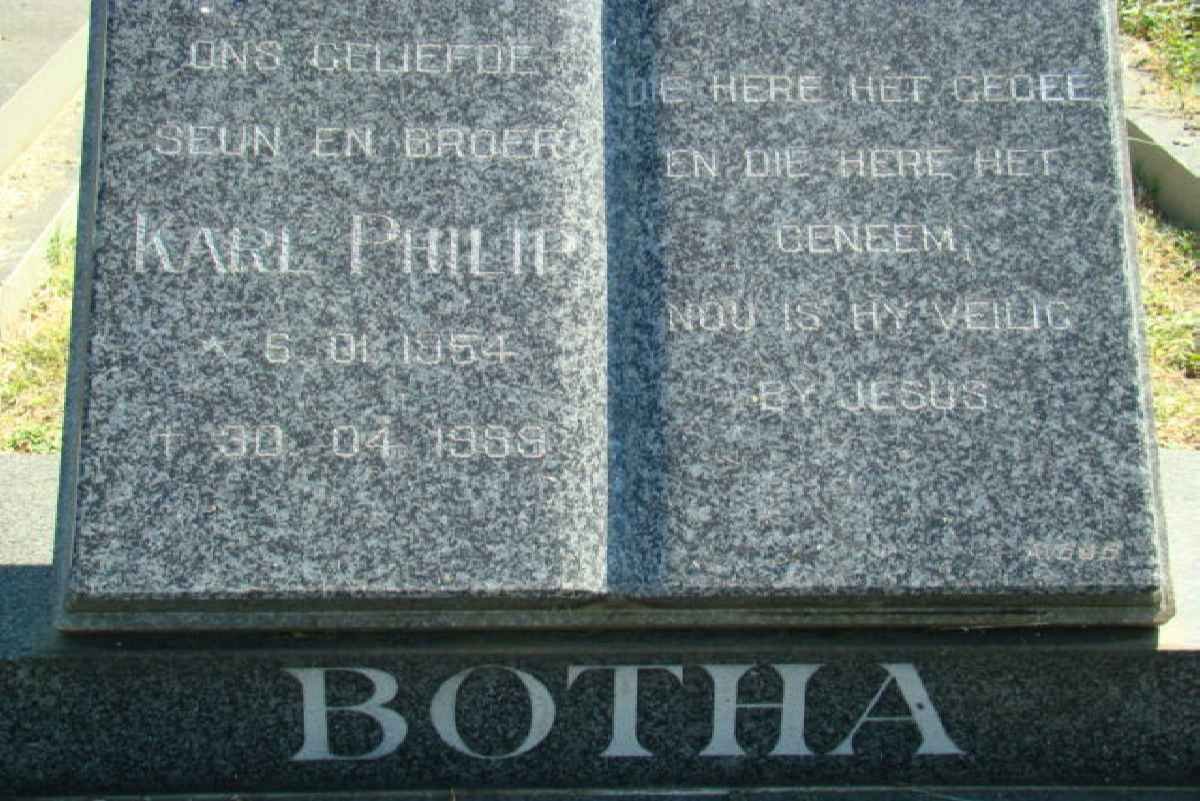 ONS GELIEFDE
SEUN EN BROER
KARL PHILIP
* 6. 01. 1954
† 30. 04. 1989
DIE HERE HET GEGEE
EN DIE HERE HET
GENEEM,
NOU IS HY VEILIG
BY JESUS
BOTHA